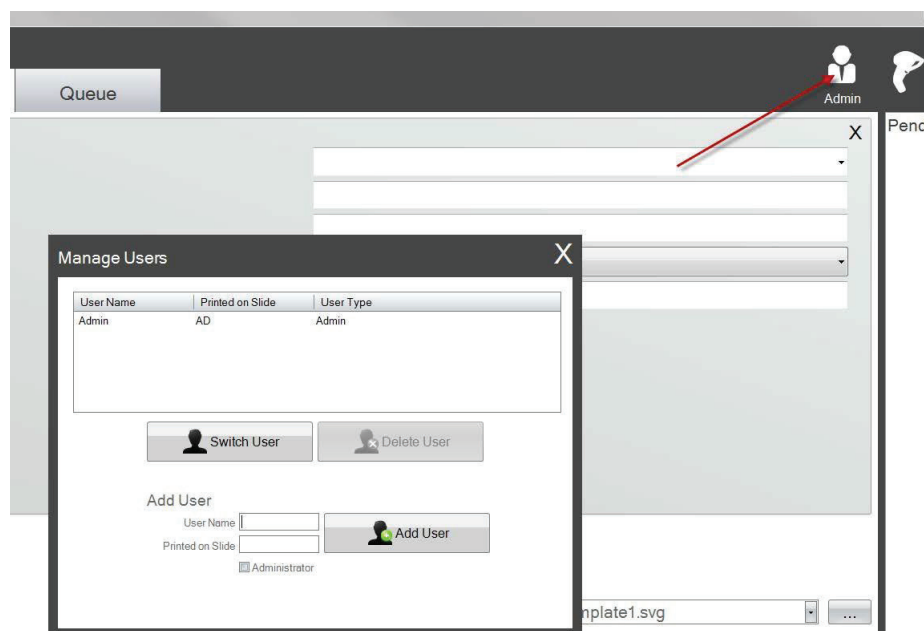 Queue
Admin
X
Pend
Manage Users
X
User Name Printed on Slide User Type
Admin AD Admin
Switch User Delete User
Add User
User Name
Add User
Printed on Slide
Administrator
mplate1.svg
...